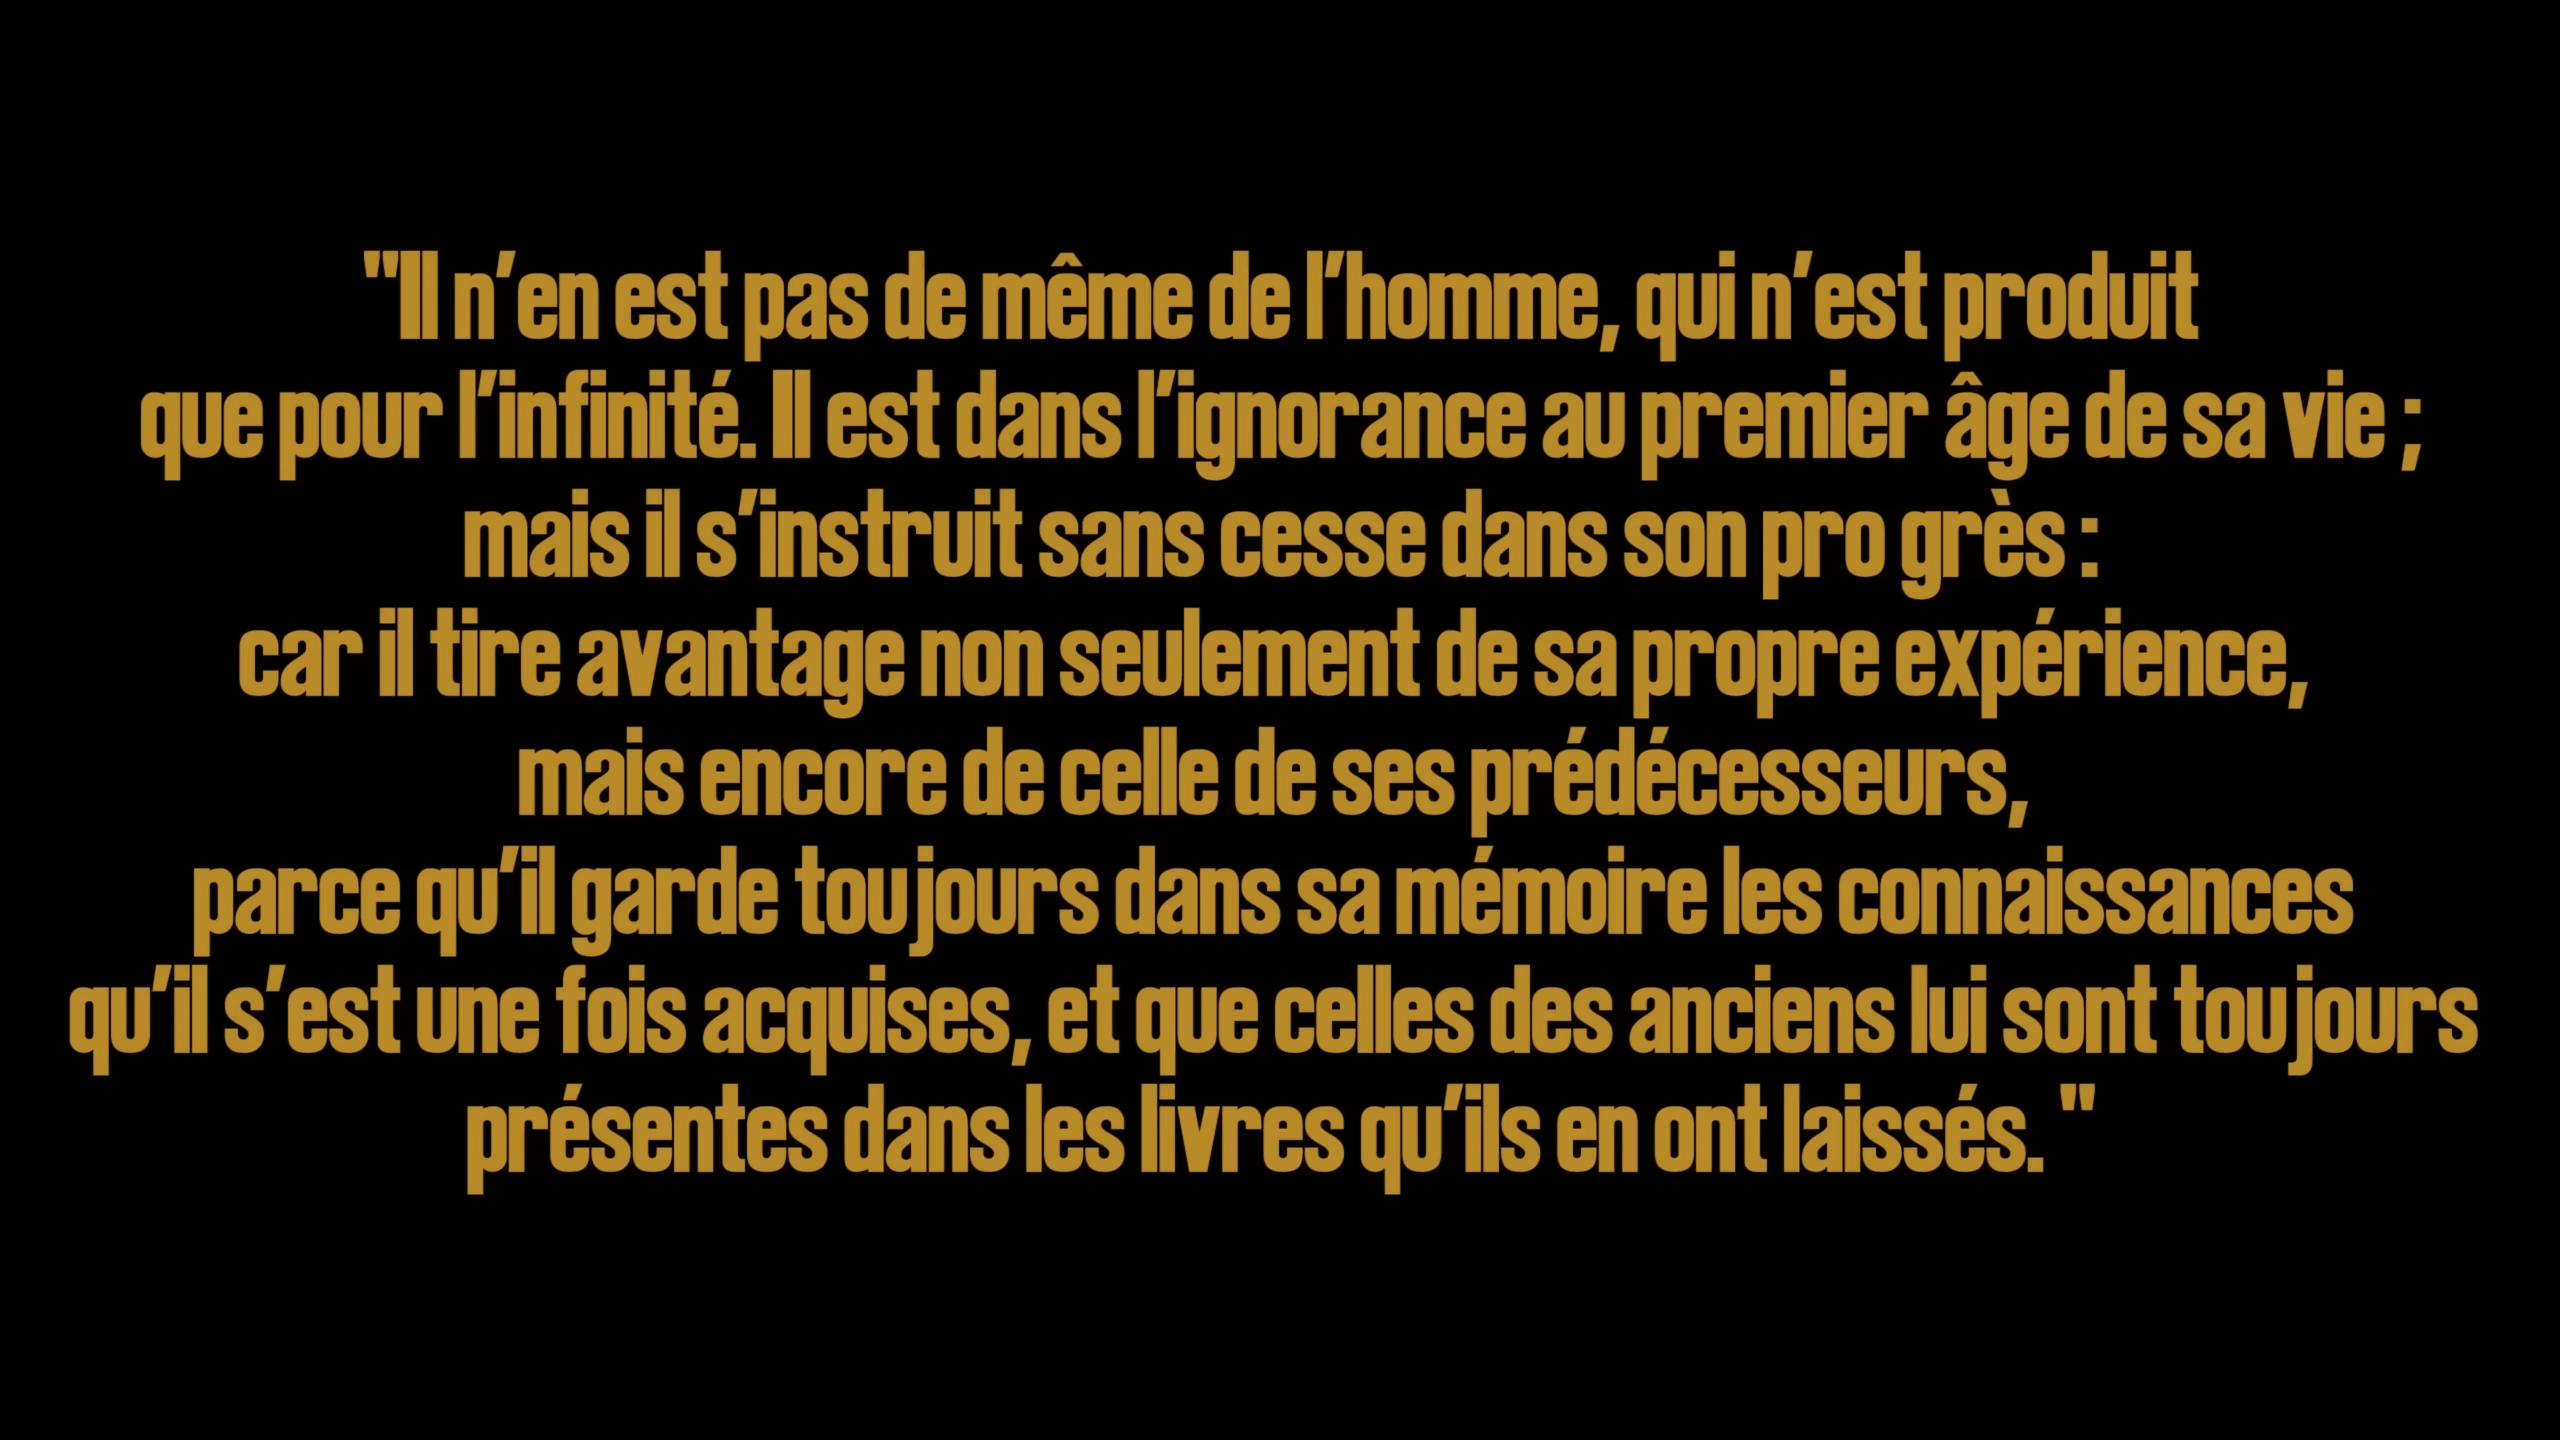 "Il n’en est pas de même de l’homme, qui n’est produit
que pour l’infinité. Il est dans l’ignorance au premier âge de sa vie ;
mais il s’instruit sans cesse dans son pro grès :
car il tire avantage non seulement de sa propre expérience,
mais encore de celle de ses prédécesseurs,
parce qu’il garde toujours dans sa mémoire les connaissances
qu’il s’est une fois acquises, et que celles des anciens lui sont toujours
présentes dans les livres qu’ils en ont laissés. "